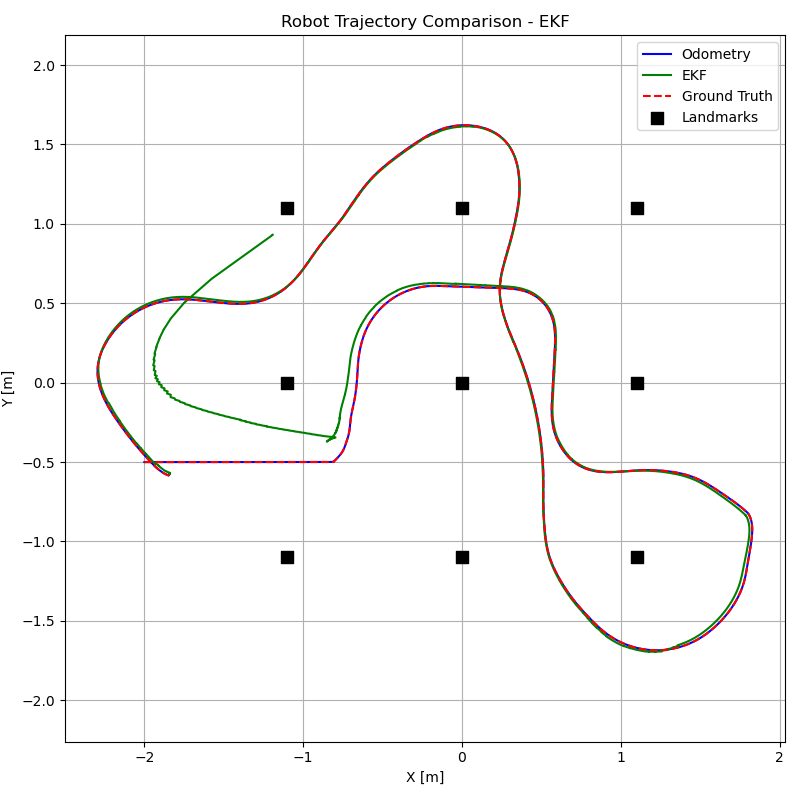 Robot Trajectory Comparison - EKF
Odometry
EKF
Ground Truth
Landmarks
2.0
1.5
1.0
0.5
0.0
−0.5
−1.0
−1.5
−2.0
Y [m]
−2
−1
0
1
2
X [m]